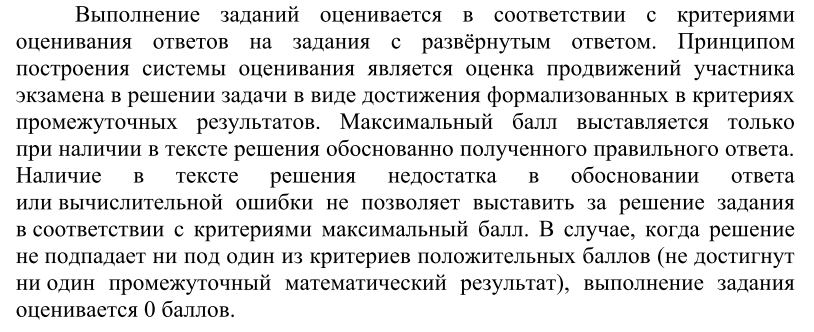 Выполнение заданий оценивается в соответствии с критериями
оценивания ответов на задания с развёрнутым ответом. Принципом
построения системы оценивания является оценка продвижений участника
экзамена в решении задачи в виде достижения формализованных в критериях
промежуточных результатов. Максимальный балл выставляется только
при наличии в тексте решения обоснованно полученного правильного ответа.
Наличие в тексте решения недостатка в обосновании ответа
или вычислительной ошибки не позволяет выставить за решение задания
в соответствии с критериями максимальный балл. В случае, когда решение
не подпадает ни под один из критериев положительных баллов (не достигнут
ни один промежуточный математический результат), выполнение задания
оценивается 0 баллов.